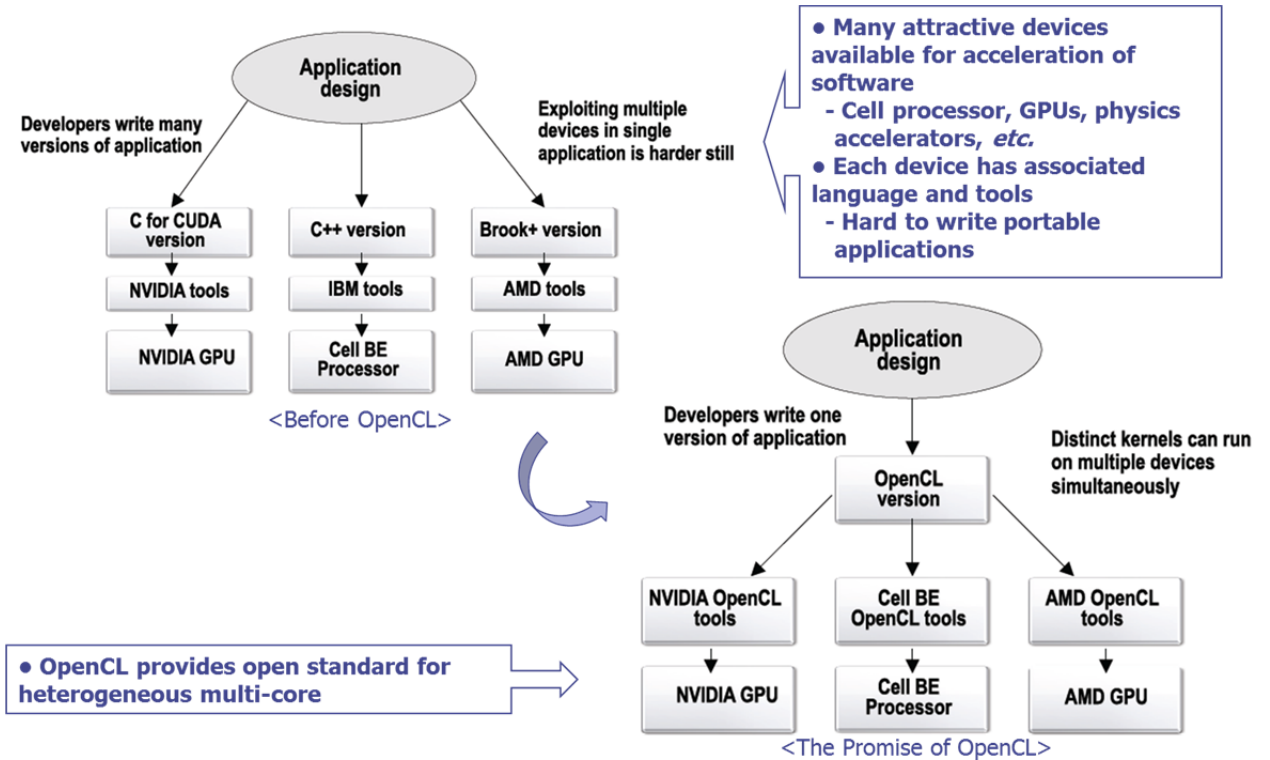 Application
design
Developers write many
versions of application
Exploiting multiple
devices in single
application is harder still
C for CUDA
version
C++ version
Brook+ version
NVIDIA tools
IBM tools
AMD tools
NVIDIA GPU
Cell BE
Processor
AMD GPU
<Before OpenCL>
● Many attractive devices
available for acceleration of
software
- Cell processor, GPUs, physics
accelerators, etc.
● Each device has associated
language and tools
- Hard to write portable
applications
Application
design
Developers write one
version of application
Distinct kernels can run
on multiple devices
simultaneously
OpenCL
version
NVIDIA OpenCL
tools
Cell BE
OpenCL tools
AMD OpenCL
tools
NVIDIA GPU
Cell BE
Processor
AMD GPU
<The Promise of OpenCL>
● OpenCL provides open standard for
heterogeneous multi-core